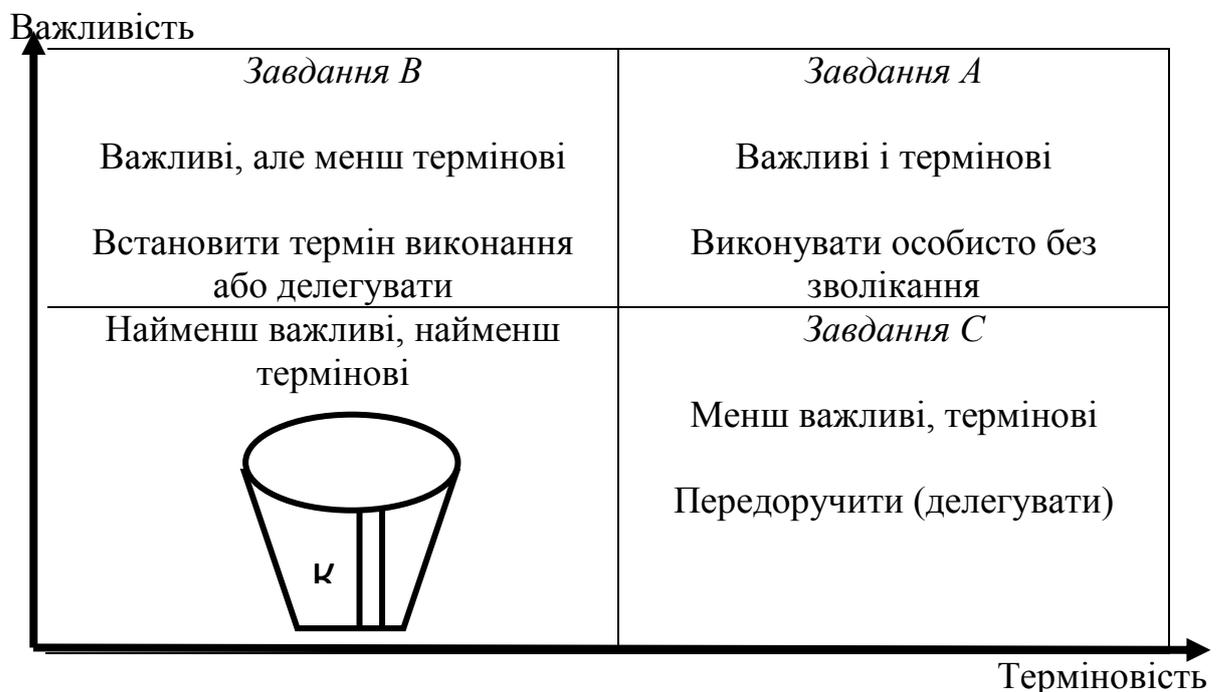 Важливість
Завдання В
Важливі, але менш термінові
Встановити термін виконання
або делегувати
Завдання А
Важливі і термінові
Виконувати особисто без
зволікання
Найменш важливі, найменш
термінові
К
Завдання С
Менш важливі, термінові
Передоручити (делегувати)
Терміновість